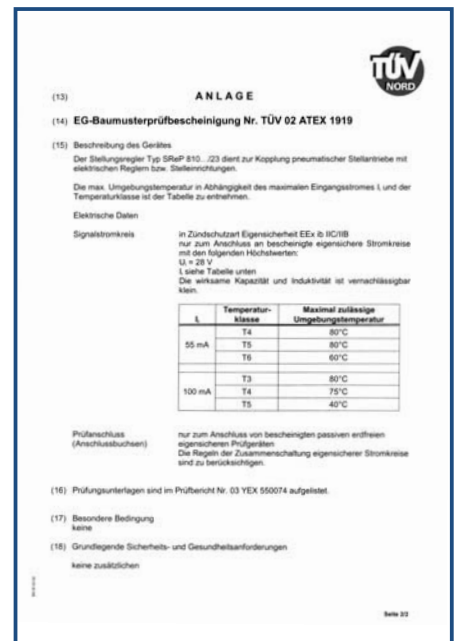 TÜV
NORD
(13) ANLAGE
(14) EG-Baumusterprüfbescheinigung Nr. TÜV 02 ATEX 1919
(15) Beschreibung des Gerätes
Der Stellungsregler Typ SReP 810.../23 dient zur Kopplung pneumatischer Stellantriebe mit
elektrischen Reglern bzw. Stelleinrichtungen.
Die max. Umgebungstemperatur in Abhängigkeit des maximalen Eingangsstromes Iᵢ und der
Temperaturklasse ist der Tabelle zu entnehmen.
Elektrische Daten
Signalstromkreis in Zündschutzart Eigensicherheit EEx ib IIC/IIB
nur zum Anschluss an bescheinigte eigensichere Stromkreise
mit den folgenden Höchstwerten:
Uᵢ = 28 V
Iᵢ siehe Tabelle unten
Die wirksame Kapazität und Induktivität ist vernachlässigbar
klein.
Iᵢ Temperatur-klasse Maximal zulässige Umgebungstemperatur
T4 80°C
55 mA T5 80°C
T6 60°C
T3 80°C
100 mA T4 75°C
T5 40°C
Prüfanschluss nur zum Anschluss von bescheinigten passiven erdfreien
(Anschlussbuchsen) eigensicheren Prüfgeräten
Die Regeln der Zusammenschaltung eigensicherer Stromkreise
sind zu berücksichtigen.
(16) Prüfungsunterlagen sind im Prüfbericht Nr. 03 YEX 550074 aufgelistet.
(17) Besondere Bedingung
keine
(18) Grundlegende Sicherheits- und Gesundheitsanforderungen
keine zusätzlichen
Seite 2/2